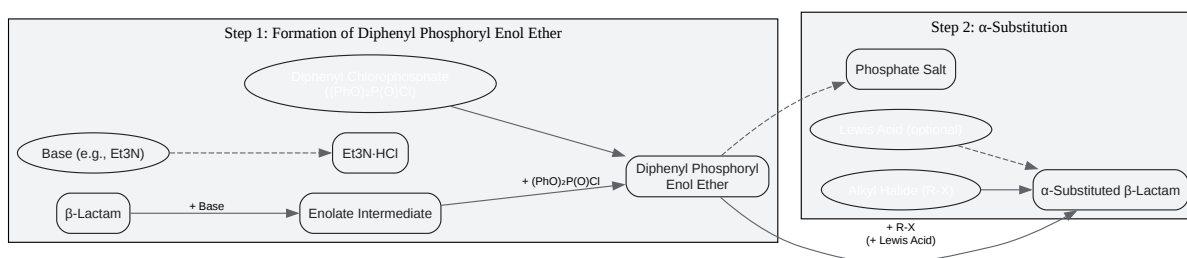 Step 1: Formation of Diphenyl Phosphoryl Enol Ether
Diphenyl Chlorophosphate
((PhO)₂P(O)Cl)
Base (e.g., Et3N)
Et3N·HCl
β-Lactam
+ Base
Enolate Intermediate
+ (PhO)₂P(O)Cl
Diphenyl Phosphoryl
Enol Ether
Step 2: α-Substitution
Phosphate Salt
Lewis Acid (optional)
Alkyl Halide (R-X)
α-Substituted β-Lactam
+ R-X
(+ Lewis Acid)